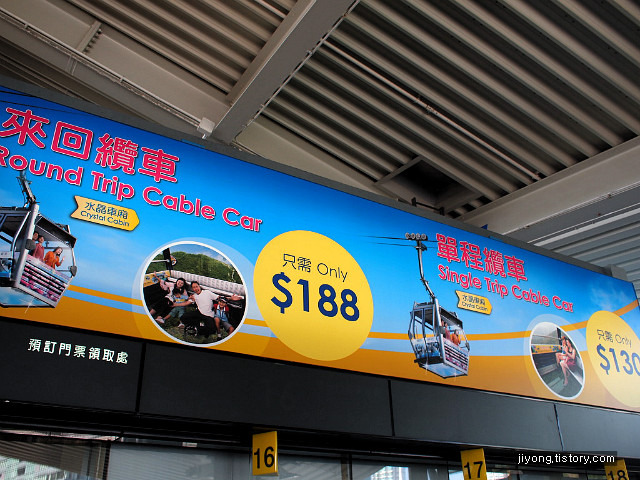 來回纜車
Round Trip Cable Car
水晶車廂
Crystal Cabin
只需 Only
$188
單程纜車
Single Trip Cable Car
水晶車廂
Crystal Cabin
只需 Only
$130
預訂門票領取處
16
17
18
jiyong.tistory.com